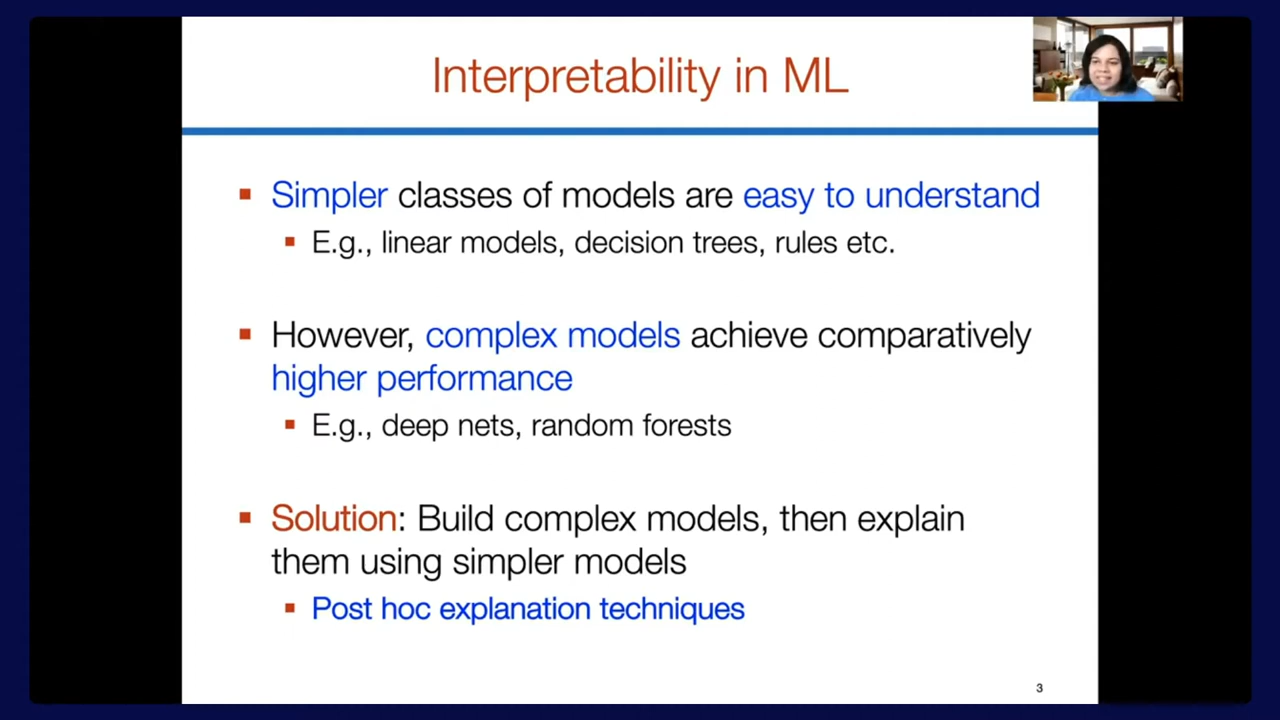 Interpretability in ML
▪ Simpler classes of models are easy to understand
▪ E.g., linear models, decision trees, rules etc.
▪ However, complex models achieve comparatively
higher performance
▪ E.g., deep nets, random forests
▪ Solution: Build complex models, then explain
them using simpler models
▪ Post hoc explanation techniques
3